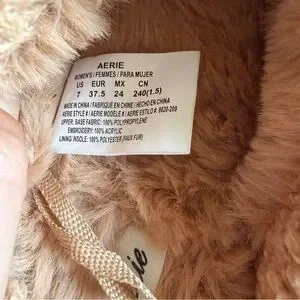 AERIE
WOMEN'S / FEMMES / PARA MUJER
US EUR MX CN
7 37.5 24 240(1.5)
MADE IN CHINA / FABRIQUÉ EN CHINE / HECHO EN CHINA
AERIE STYLE # / AERIE MODÈLE # / AERIE ESTILO #: 0620-209
UPPER: BASE FABRIC: 100% POLYPROPYLENE
EMBROIDERY: 100% ACRYLIC
LINING/ INSOLE: 100% POLYESTER (FAUX FUR)